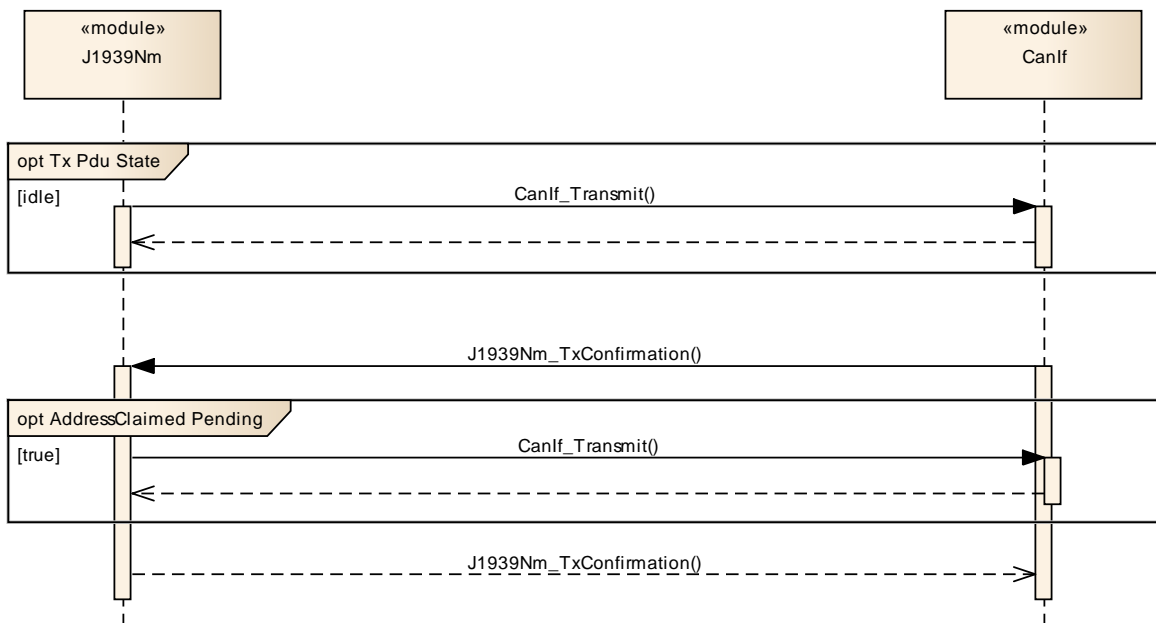 «module»
J1939Nm
«module»
CanIf
opt Tx Pdu State
[idle]
CanIf_Transmit()
J1939Nm_TxConfirmation()
opt AddressClaimed Pending
[true]
CanIf_Transmit()
J1939Nm_TxConfirmation()